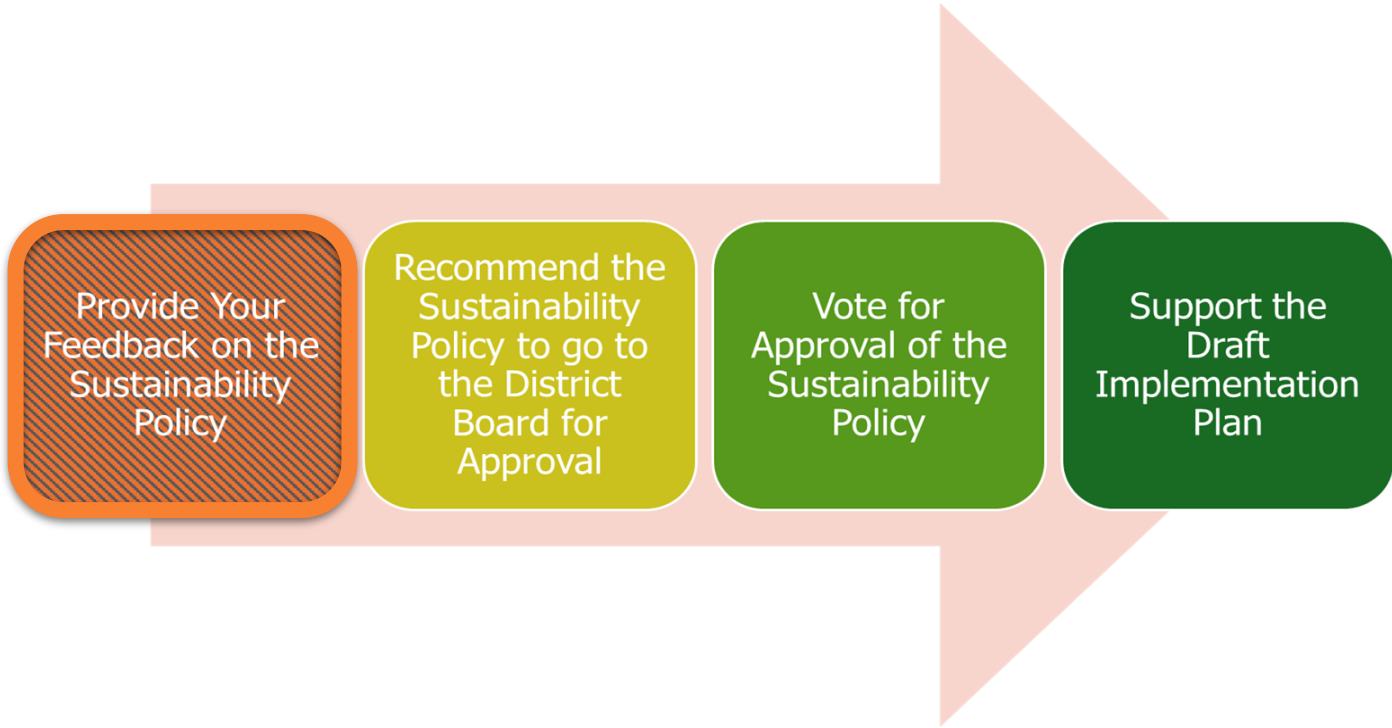 Provide Your
Feedback on the
Sustainability
Policy
Recommend the
Sustainability
Policy to go to
the District
Board for
Approval
Vote for
Approval of the
Sustainability
Policy
Support the
Draft
Implementation
Plan